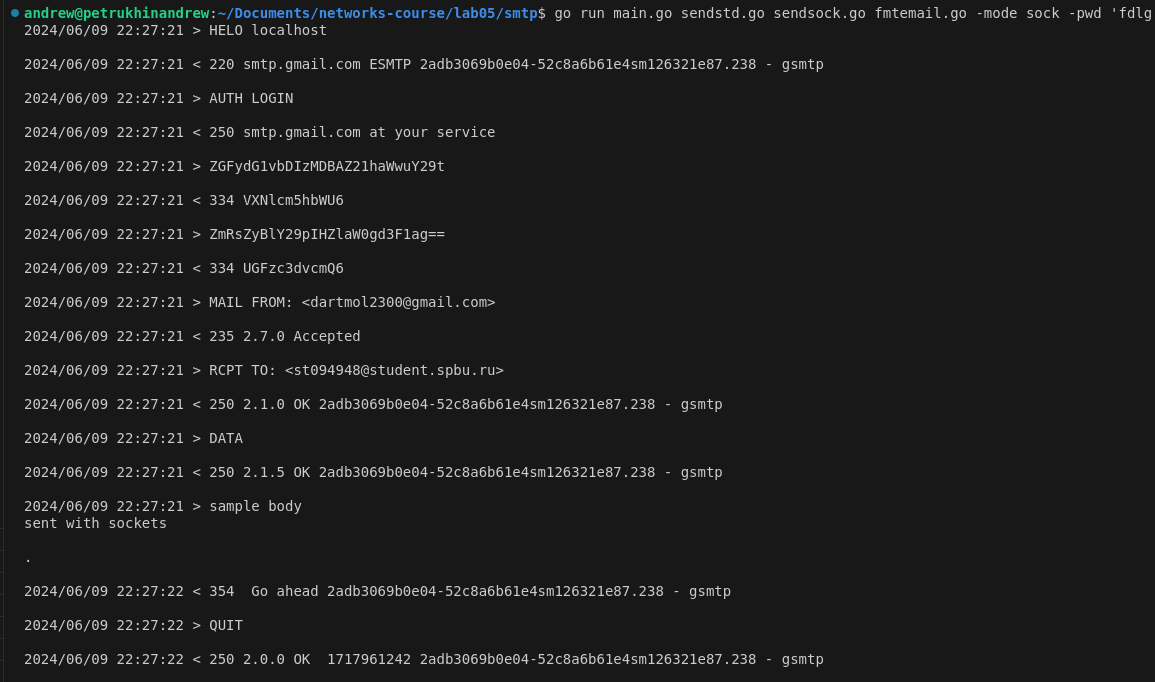 andrew@petrukhinandrew:~/Documents/networks-course/lab05/smtp$ go run main.go sendstd.go sendsock.go fmtemail.go -mode sock -pwd 'fdlg
2024/06/09 22:27:21 > HELO localhost
2024/06/09 22:27:21 < 220 smtp.gmail.com ESMTP 2adb3069b0e04-52c8a6b61e4sm126321e87.238 - gsmtp
2024/06/09 22:27:21 > AUTH LOGIN
2024/06/09 22:27:21 < 250 smtp.gmail.com at your service
2024/06/09 22:27:21 > ZGFydG1vbDIzMDBAZ21haWwuY29t
2024/06/09 22:27:21 < 334 VXNlcm5hbWU6
2024/06/09 22:27:21 > ZmRsZyBlY29pIHZlaW0gd3F1ag==
2024/06/09 22:27:21 < 334 UGFzc3dvcmQ6
2024/06/09 22:27:21 > MAIL FROM: <dartmol2300@gmail.com>
2024/06/09 22:27:21 < 235 2.7.0 Accepted
2024/06/09 22:27:21 > RCPT TO: <st094948@student.spbu.ru>
2024/06/09 22:27:21 < 250 2.1.0 OK 2adb3069b0e04-52c8a6b61e4sm126321e87.238 - gsmtp
2024/06/09 22:27:21 > DATA
2024/06/09 22:27:21 < 250 2.1.5 OK 2adb3069b0e04-52c8a6b61e4sm126321e87.238 - gsmtp
2024/06/09 22:27:21 > sample body
sent with sockets
.
2024/06/09 22:27:22 < 354  Go ahead 2adb3069b0e04-52c8a6b61e4sm126321e87.238 - gsmtp
2024/06/09 22:27:22 > QUIT
2024/06/09 22:27:22 < 250 2.0.0 OK  1717961242 2adb3069b0e04-52c8a6b61e4sm126321e87.238 - gsmtp